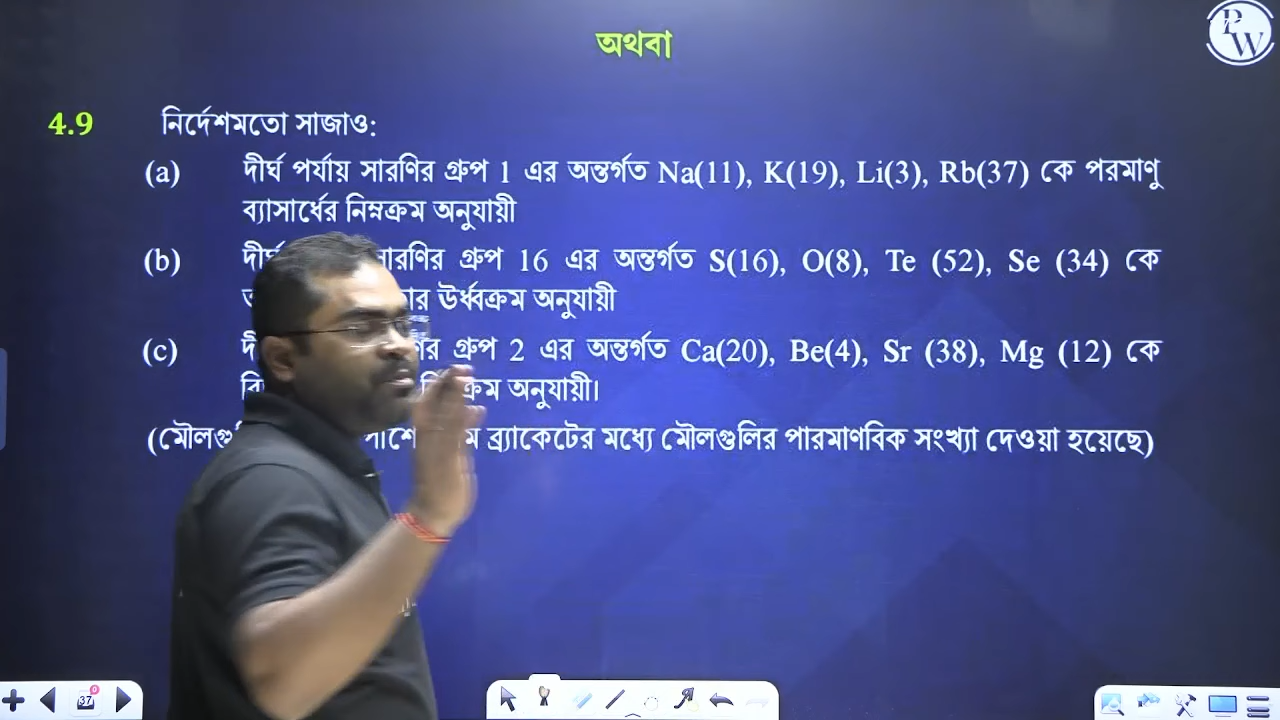 PW
অথবা
4.9 নির্দেশমতো সাজাও:
(a) দীর্ঘ পর্যায় সারণির গ্রুপ 1 এর অন্তর্গত Na(11), K(19), Li(3), Rb(37) কে পরমাণু
ব্যাসার্ধের নিম্নক্রম অনুযায়ী
(b) সারণির গ্রুপ 16 এর অন্তর্গত S(16), O(8), Te (52), Se (34) কে
ঊর্ধ্বক্রম অনুযায়ী
(c) গ্রুপ 2 এর অন্তর্গত Ca(20), Be(4), Sr (38), Mg (12) কে
অনুযায়ী।
ব্র্যাকেটের মধ্যে মৌলগুলির পারমাণবিক সংখ্যা দেওয়া হয়েছে)
37